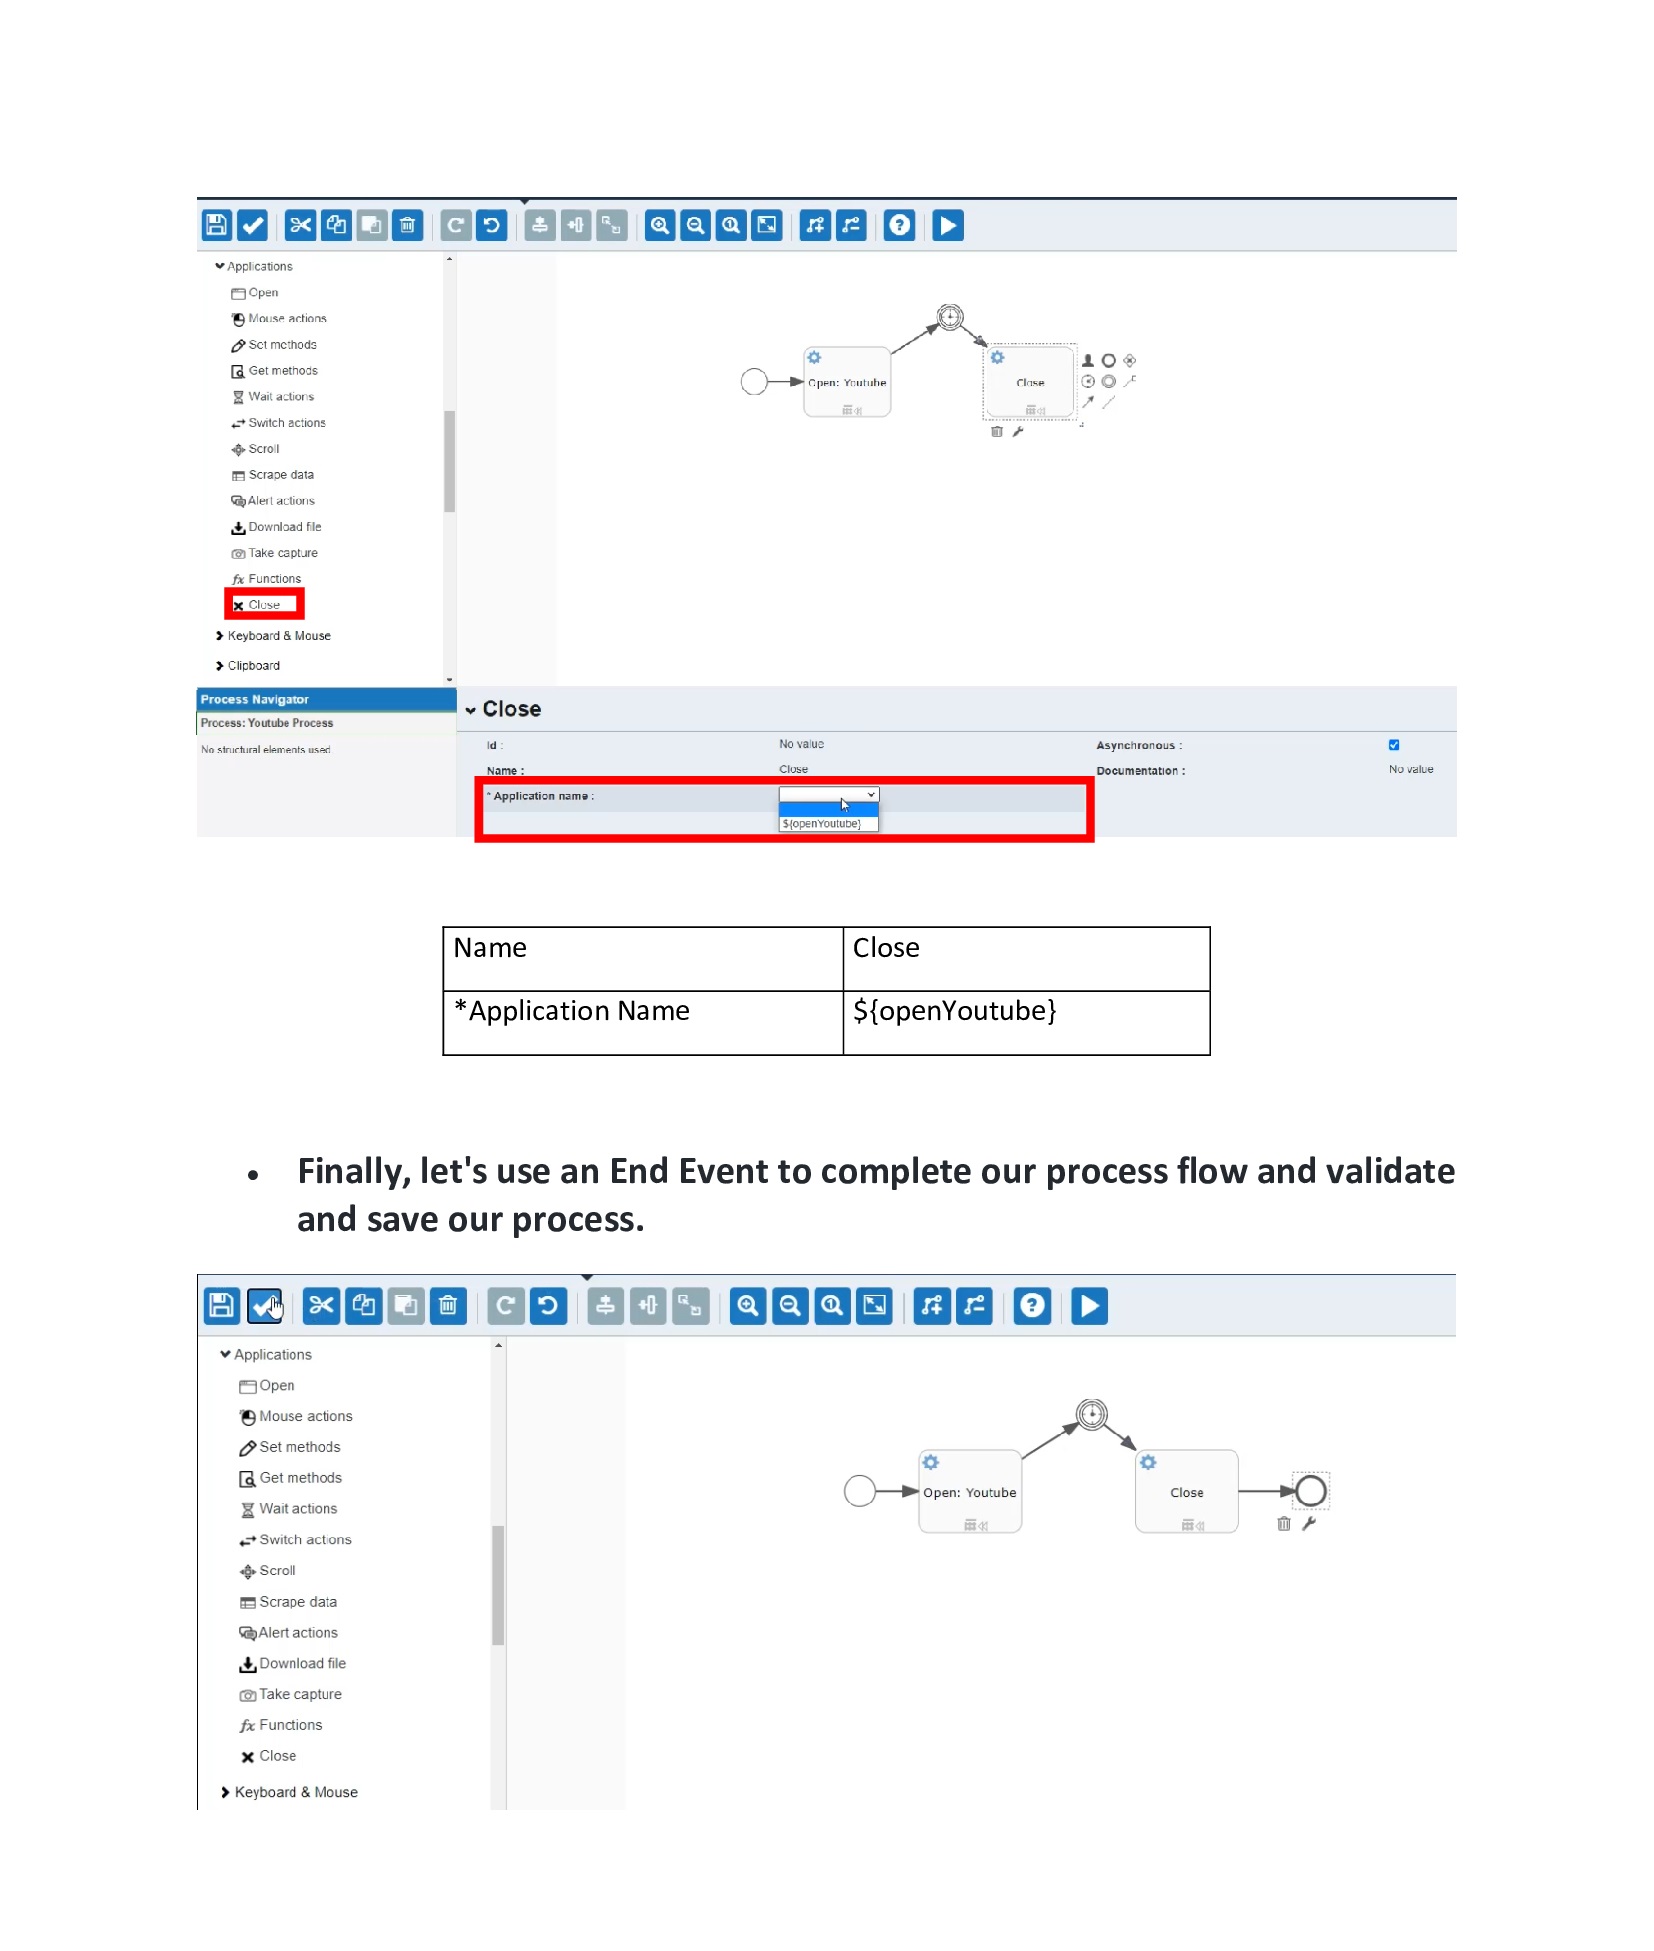 Applications
Open
Mouse actions
Set methods
Get methods
Wait actions
Switch actions
Scroll
Scrape data
Alert actions
Download file
Take capture
fx Functions
Close
Keyboard & Mouse
Clipboard
Open: Youtube
Close
Process Navigator
Process: Youtube Process
No structural elements used
Close
Id : No value Asynchronous :
Name : Close Documentation : No value
* Application name :
${openYoutube}
Name Close
*Application Name ${openYoutube}
• Finally, let's use an End Event to complete our process flow and validate
and save our process.
Applications
Open
Mouse actions
Set methods
Get methods
Wait actions
Switch actions
Scroll
Scrape data
Alert actions
Download file
Take capture
fx Functions
Close
Keyboard & Mouse
Open: Youtube
Close